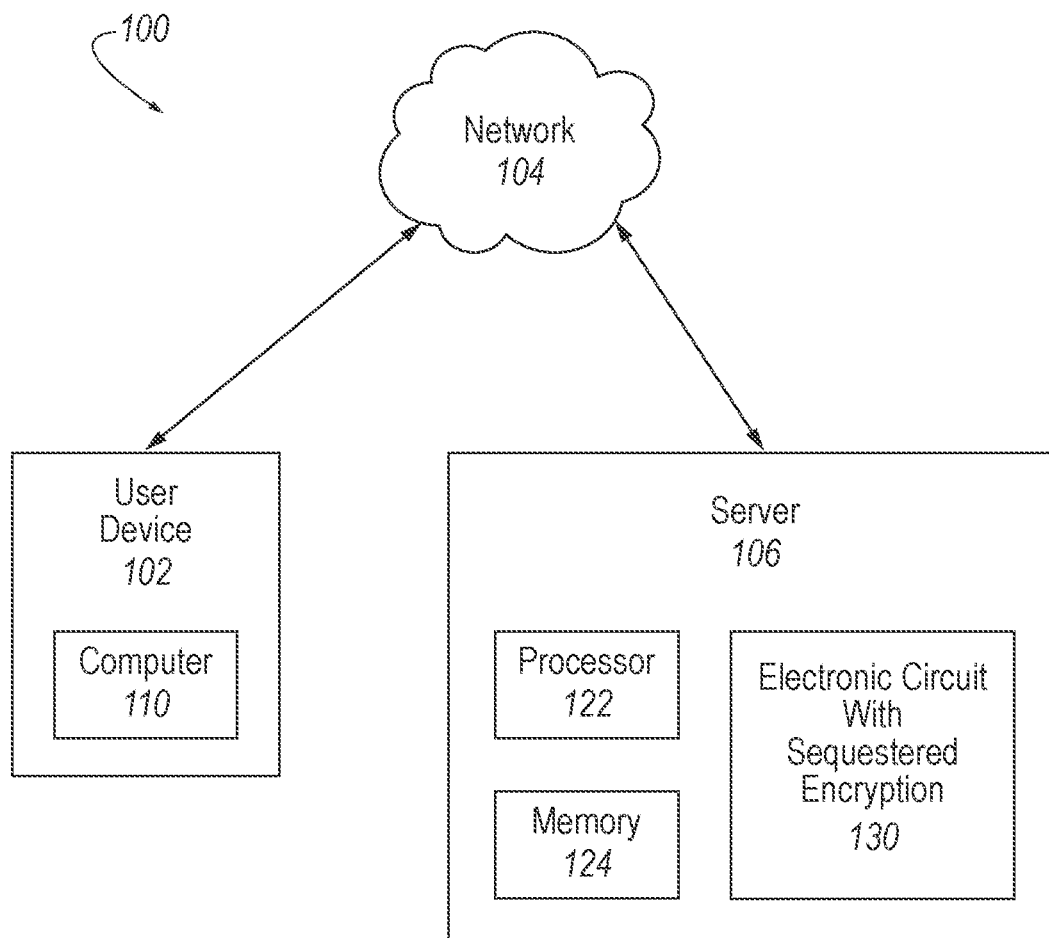 100
Network
104
User
Device
102
Computer
110
Server
106
Processor
122
Memory
124
Electronic Circuit
With
Sequestered
Encryption
130